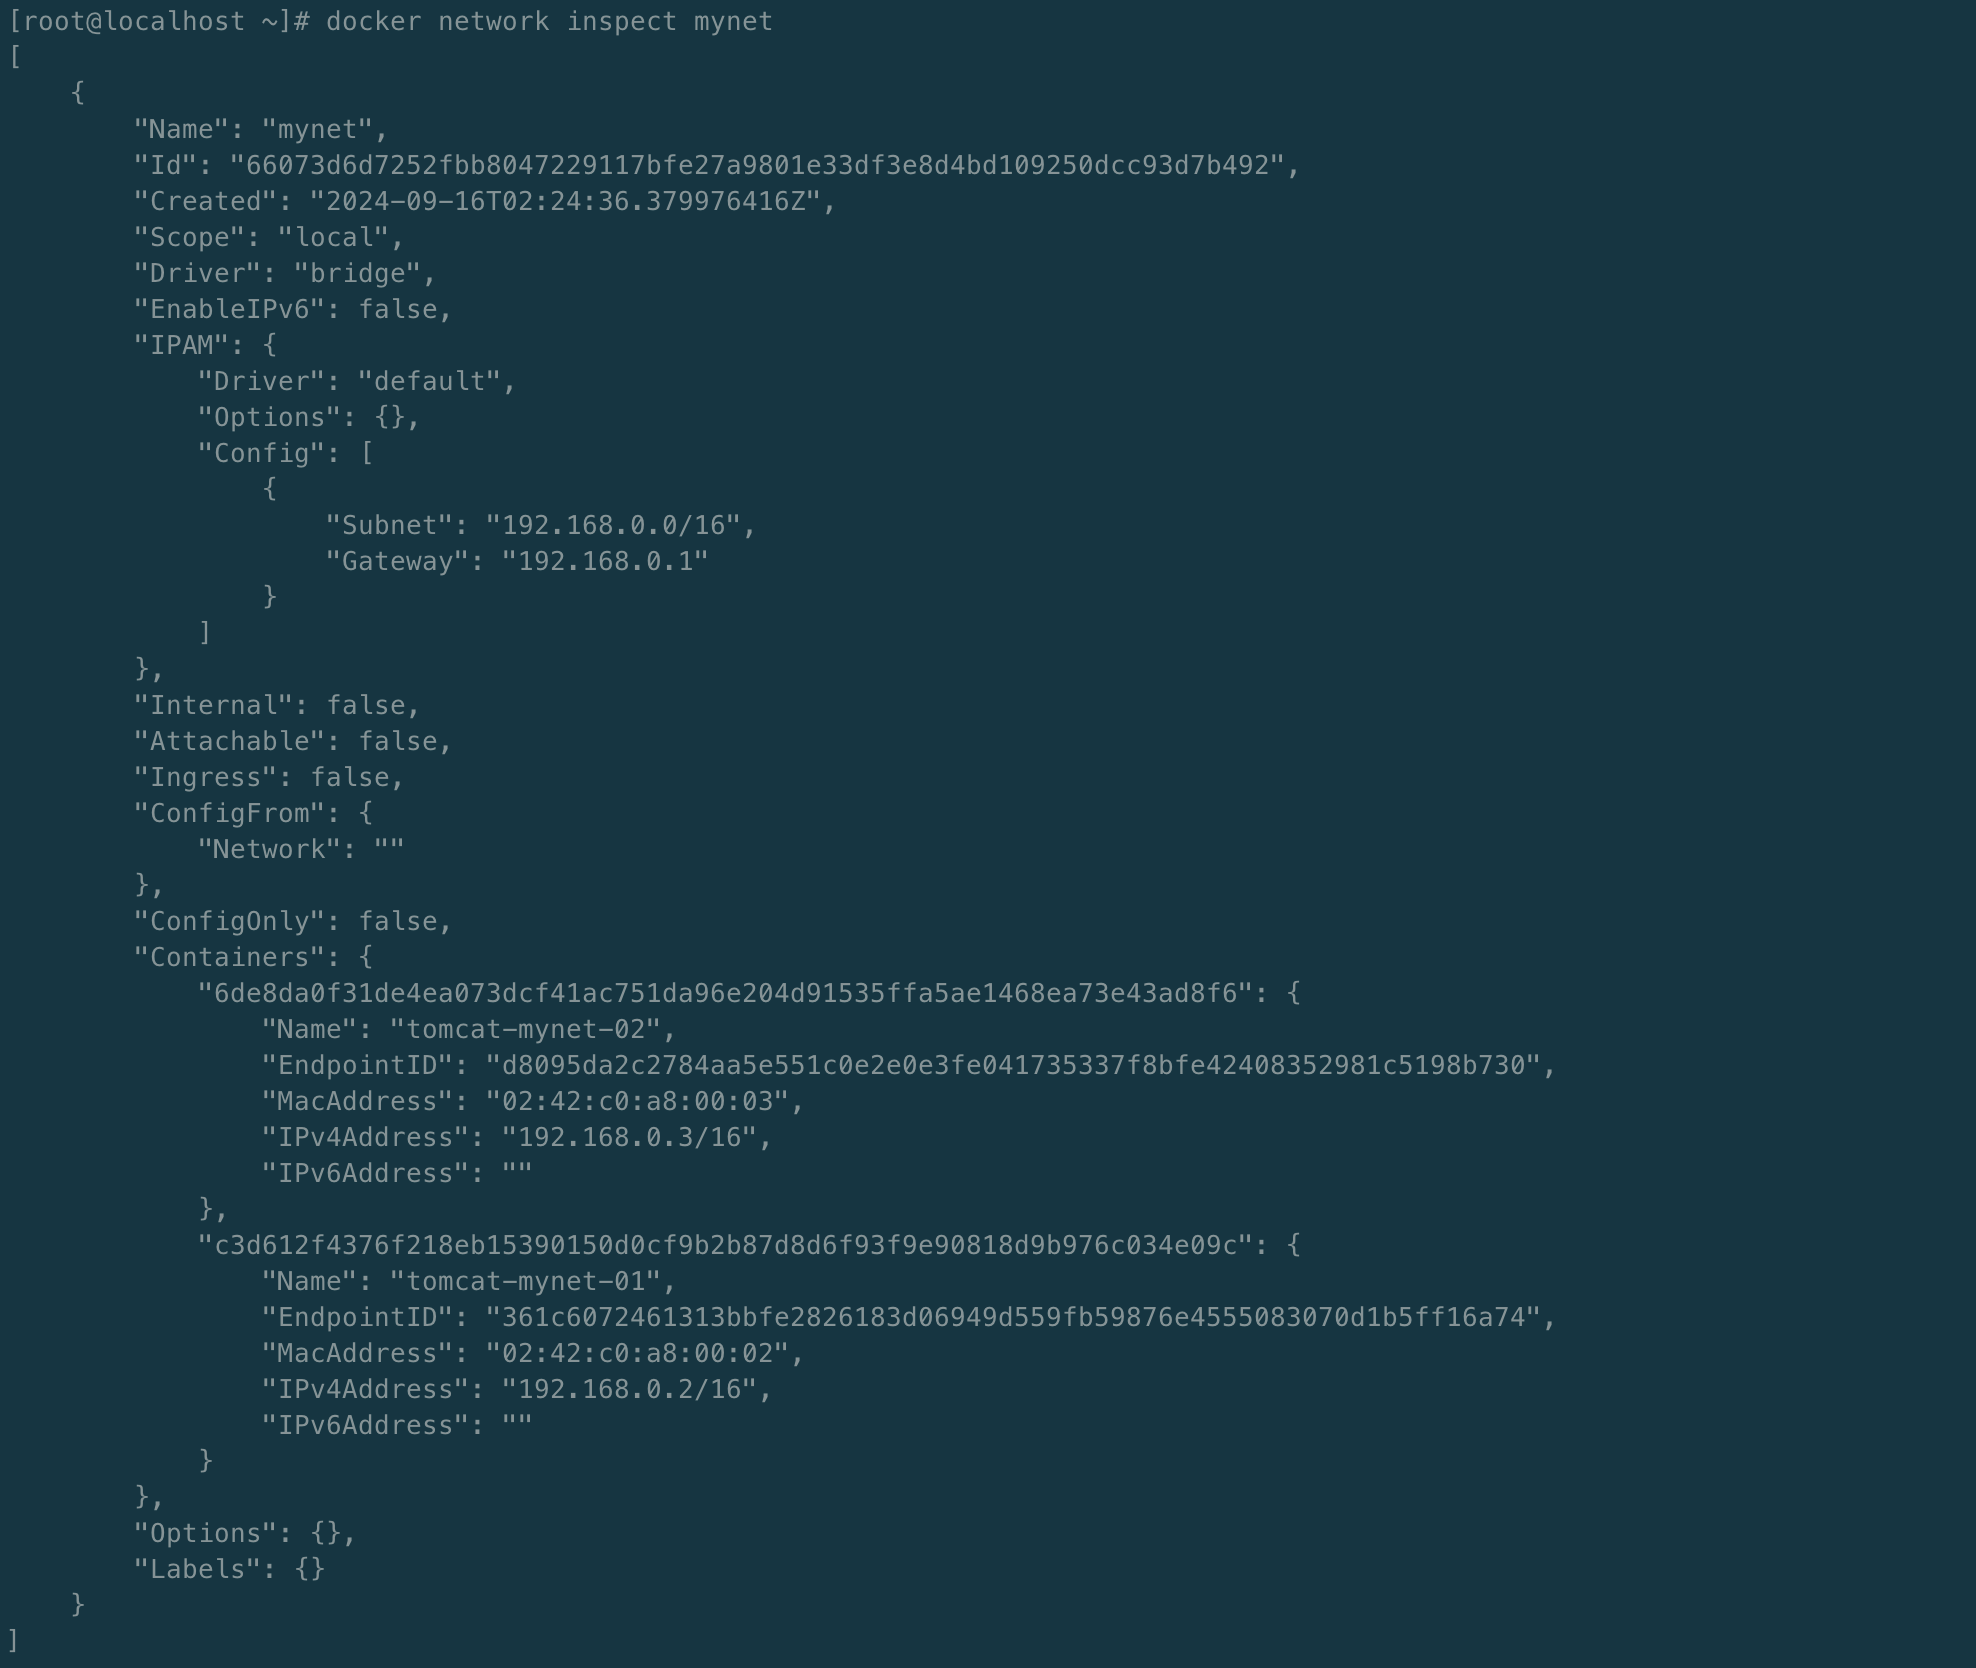 [root@localhost ~]# docker network inspect mynet
[
    {
        "Name": "mynet",
        "Id": "66073d6d7252fbb8047229117bfe27a9801e33df3e8d4bd109250dcc93d7b492",
        "Created": "2024-09-16T02:24:36.379976416Z",
        "Scope": "local",
        "Driver": "bridge",
        "EnableIPv6": false,
        "IPAM": {
            "Driver": "default",
            "Options": {},
            "Config": [
                {
                    "Subnet": "192.168.0.0/16",
                    "Gateway": "192.168.0.1"
                }
            ]
        },
        "Internal": false,
        "Attachable": false,
        "Ingress": false,
        "ConfigFrom": {
            "Network": ""
        },
        "ConfigOnly": false,
        "Containers": {
            "6de8da0f31de4ea073dcf41ac751da96e204d91535ffa5ae1468ea73e43ad8f6": {
                "Name": "tomcat-mynet-02",
                "EndpointID": "d8095da2c2784aa5e551c0e2e0e3fe041735337f8bfe42408352981c5198b730",
                "MacAddress": "02:42:c0:a8:00:03",
                "IPv4Address": "192.168.0.3/16",
                "IPv6Address": ""
            },
            "c3d612f4376f218eb15390150d0cf9b2b87d8d6f93f9e90818d9b976c034e09c": {
                "Name": "tomcat-mynet-01",
                "EndpointID": "361c6072461313bbfe2826183d06949d559fb59876e4555083070d1b5ff16a74",
                "MacAddress": "02:42:c0:a8:00:02",
                "IPv4Address": "192.168.0.2/16",
                "IPv6Address": ""
            }
        },
        "Options": {},
        "Labels": {}
    }
]